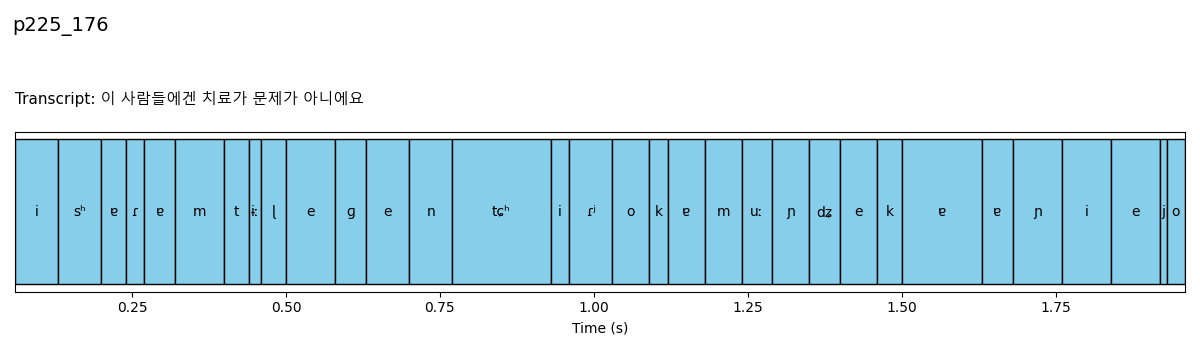 p225_176
Transcript: 이 사람들에겐 치료가 문제가 아니에요
i sʰ ɐ ɾ ɐ m t ɨː ɭ e ɡ e n tɕʰ i ɾʲ o k ɐ m uː ɲ dʑ e k ɐ ɐ ɲ i e j o
0.25 0.50 0.75 1.00 1.25 1.50 1.75
Time (s)